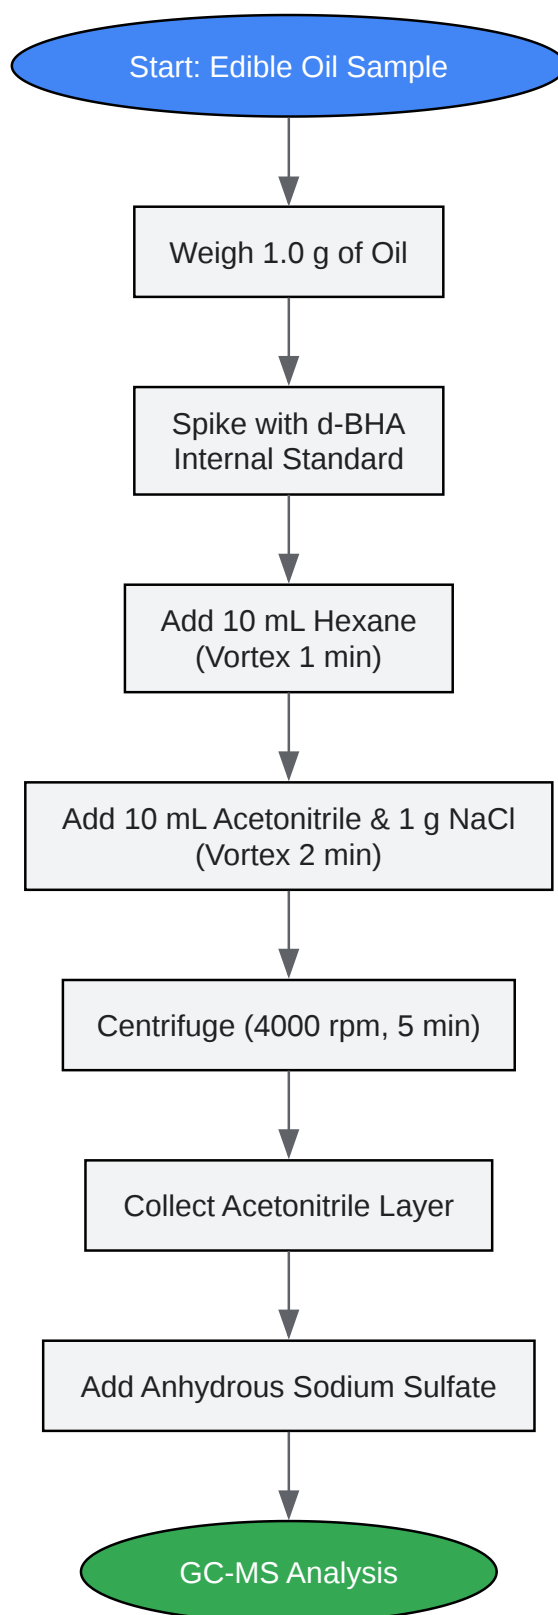 Start: Edible Oil Sample
Weigh 1.0 g of Oil
Spike with d-BHA
Internal Standard
Add 10 mL Hexane
(Vortex 1 min)
Add 10 mL Acetonitrile & 1 g NaCl
(Vortex 2 min)
Centrifuge (4000 rpm, 5 min)
Collect Acetonitrile Layer
Add Anhydrous Sodium Sulfate
GC-MS Analysis